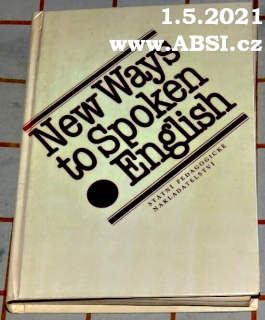 1.5.2021
www.ABSI.cz
New Ways
to Spoken
English
STÁTNÍ PEDAGOGICKÉ
NAKLADATELSTVÍ